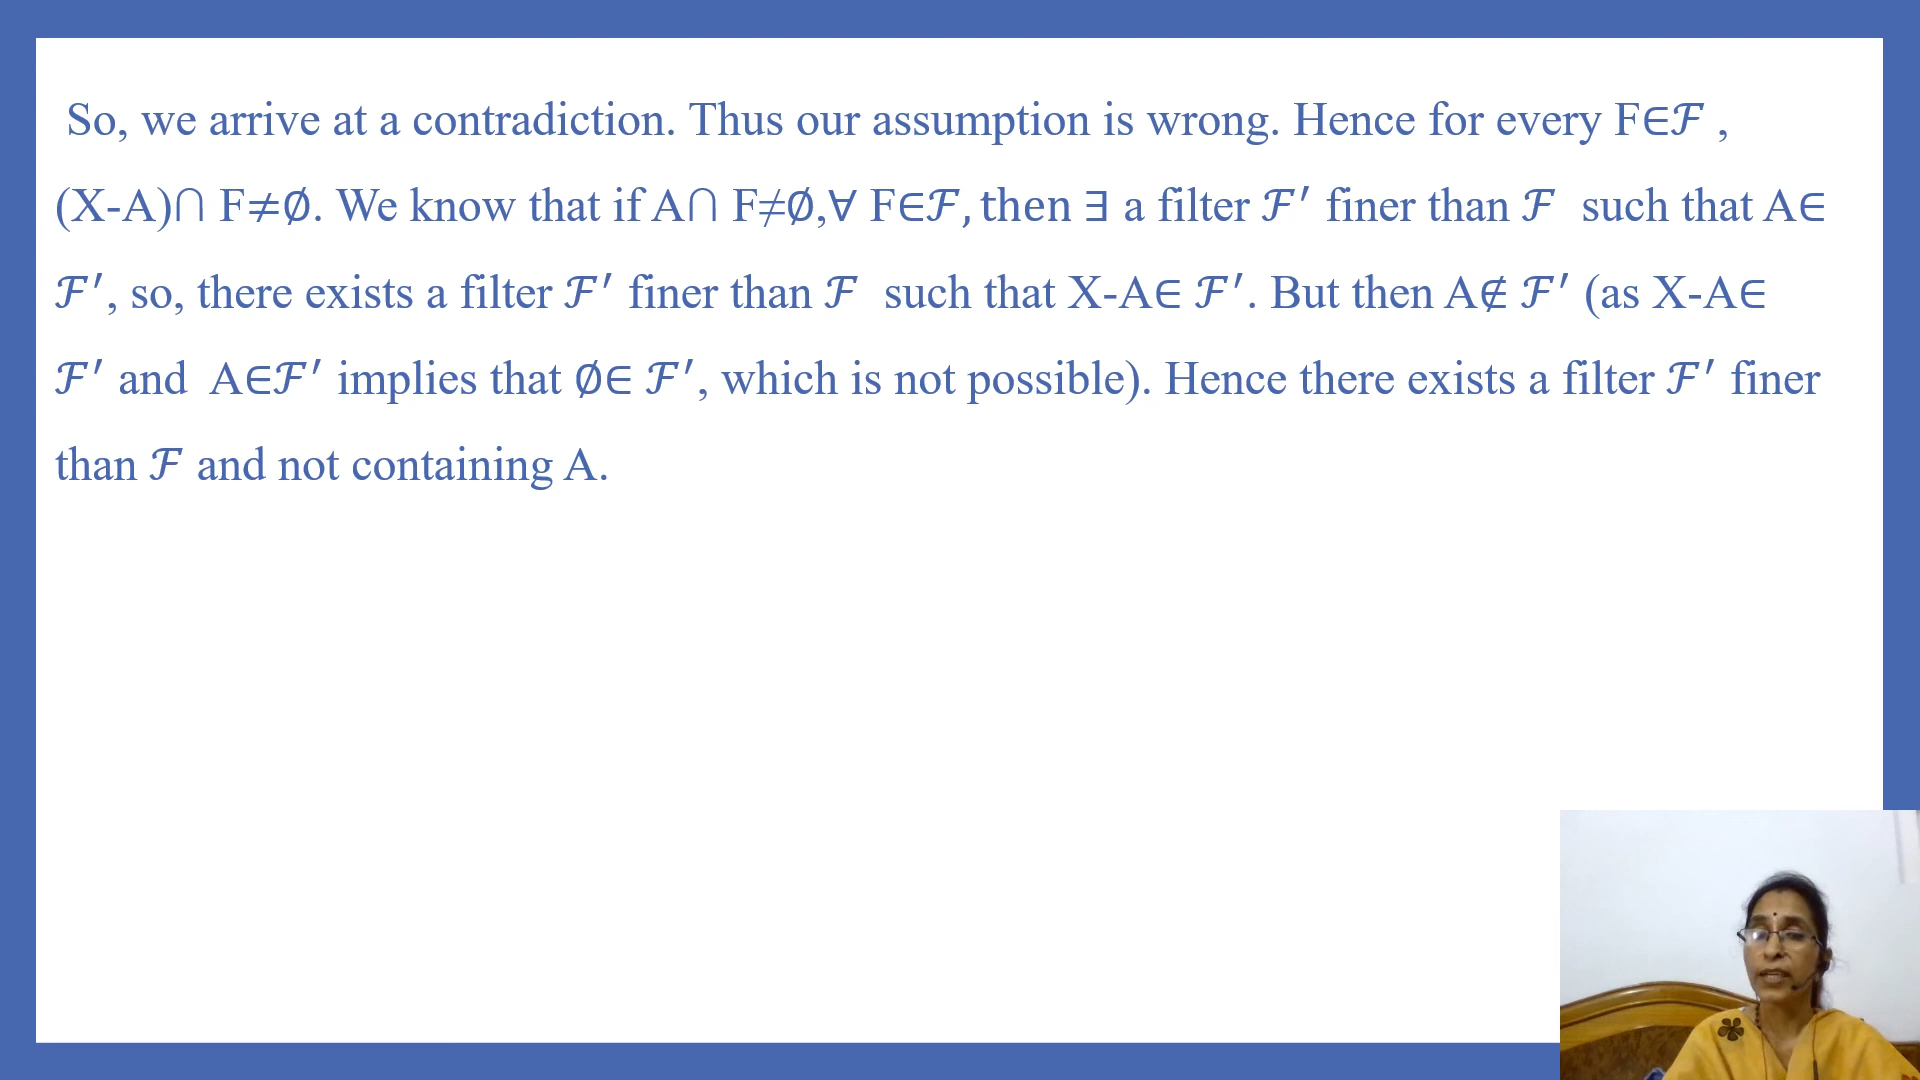 So, we arrive at a contradiction. Thus our assumption is wrong. Hence for every F∈ℱ ,
(X-A)∩ F≠∅. We know that if A∩ F≠∅,∀ F∈ℱ, then ∃ a filter ℱ′ finer than ℱ such that A∈
ℱ′, so, there exists a filter ℱ′ finer than ℱ such that X-A∈ ℱ′. But then A∉ ℱ′ (as X-A∈
ℱ′ and A∈ℱ′ implies that ∅∈ ℱ′, which is not possible). Hence there exists a filter ℱ′ finer
than ℱ and not containing A.